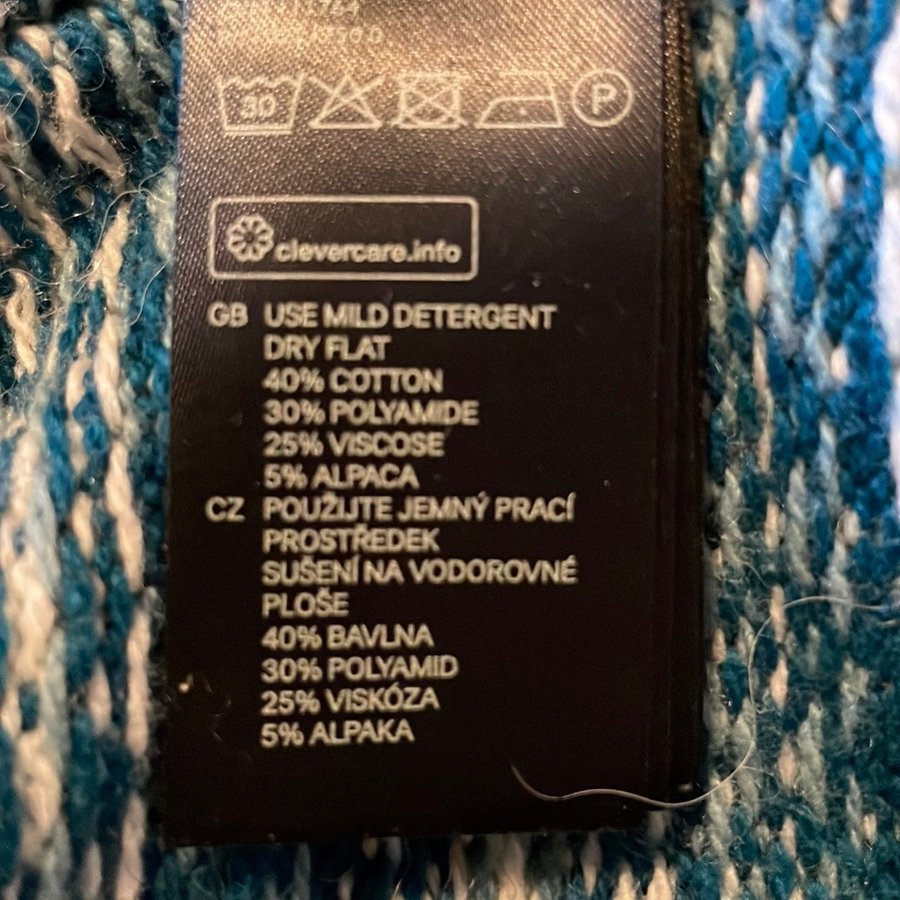 30
P
clevercare.info
GB USE MILD DETERGENT
DRY FLAT
40% COTTON
30% POLYAMIDE
25% VISCOSE
5% ALPACA
CZ POUŽIJTE JEMNÝ PRACÍ
PROSTŘEDEK
SUŠENÍ NA VODOROVNÉ
PLOŠE
40% BAVLNA
30% POLYAMID
25% VISKÓZA
5% ALPAKA